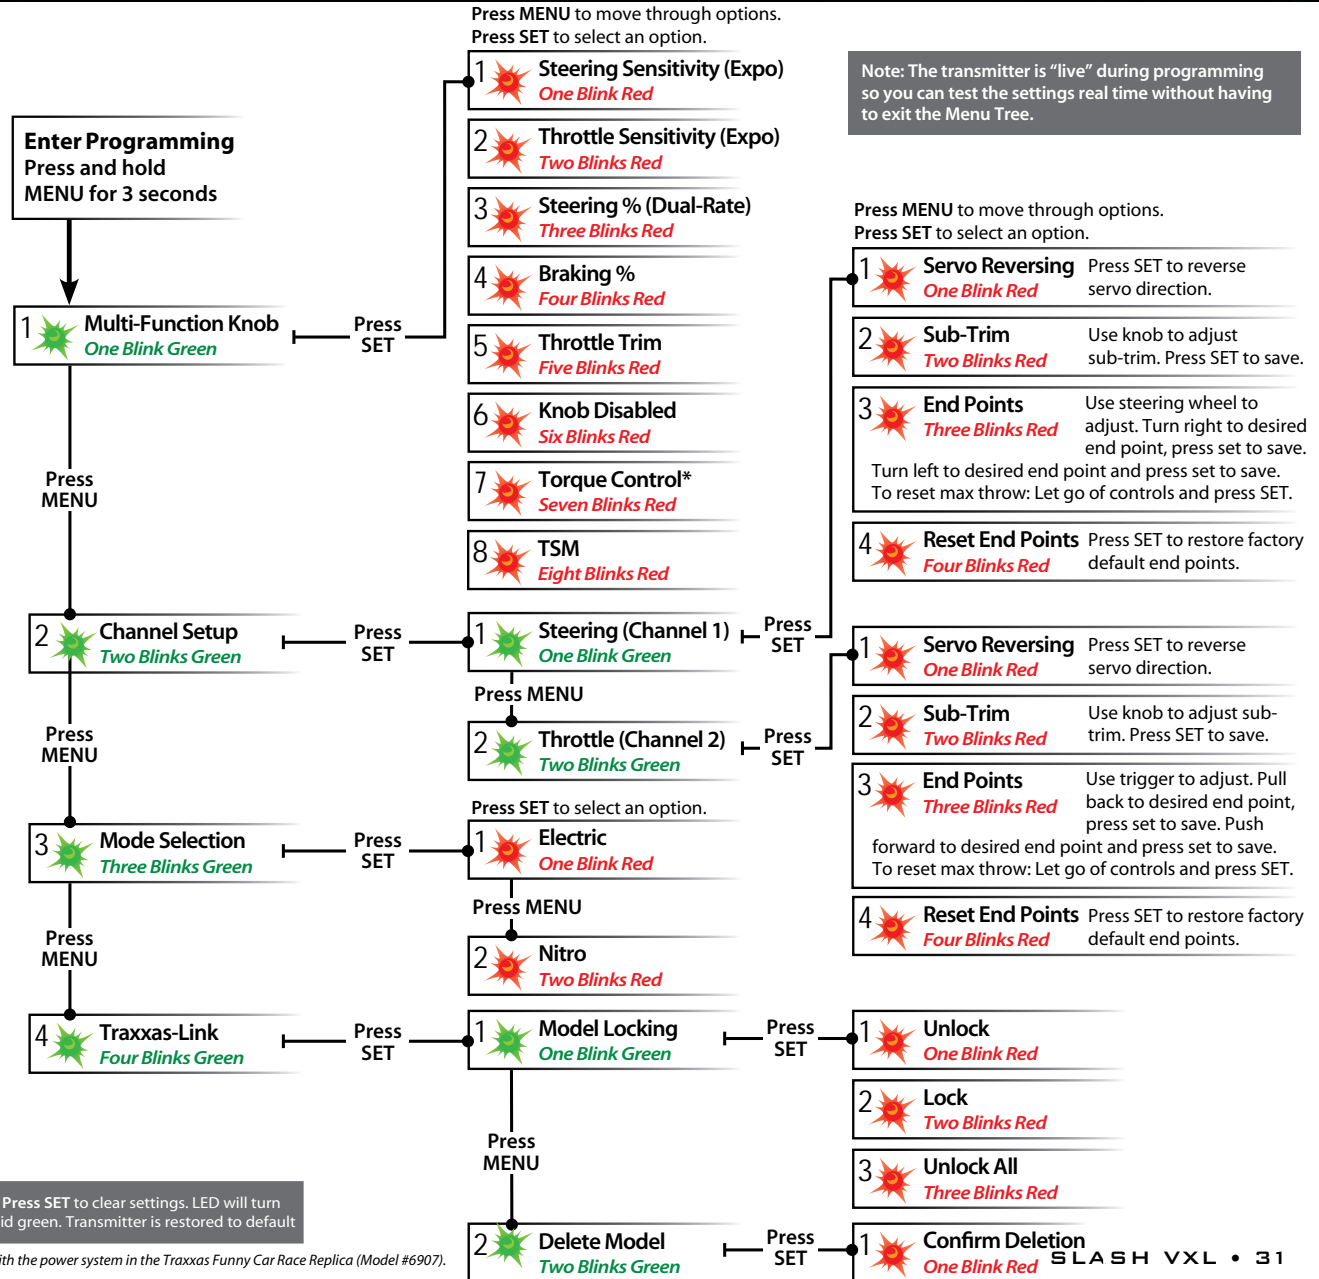 Press MENU to move through options.
Press SET to select an option.
1 Steering Sensitivity (Expo)
One Blink Red
2 Throttle Sensitivity (Expo)
Two Blinks Red
3 Steering % (Dual-Rate)
Three Blinks Red
4 Braking %
Four Blinks Red
5 Throttle Trim
Five Blinks Red
6 Knob Disabled
Six Blinks Red
7 Torque Control*
Seven Blinks Red
8 TSM
Eight Blinks Red
Note: The transmitter is “live” during programming
so you can test the settings real time without having
to exit the Menu Tree.
Enter Programming
Press and hold
MENU for 3 seconds
1 Multi-Function Knob
One Blink Green
Press
SET
Press
MENU
2 Channel Setup
Two Blinks Green
Press
SET
1 Steering (Channel 1)
One Blink Green
Press
SET
Press MENU
2 Throttle (Channel 2)
Two Blinks Green
Press
SET
Press MENU to move through options.
Press SET to select an option.
1 Servo Reversing Press SET to reverse
One Blink Red servo direction.
2 Sub-Trim Use knob to adjust
Two Blinks Red sub-trim. Press SET to save.
3 End Points Use steering wheel to
Three Blinks Red adjust. Turn right to desired
end point, press set to save.
Turn left to desired end point and press set to save.
To reset max throw: Let go of controls and press SET.
4 Reset End Points Press SET to restore factory
Four Blinks Red default end points.
1 Servo Reversing Press SET to reverse
One Blink Red servo direction.
2 Sub-Trim Use knob to adjust sub-
Two Blinks Red trim. Press SET to save.
3 End Points Use trigger to adjust. Pull
Three Blinks Red back to desired end point,
press set to save. Push
forward to desired end point and press set to save.
To reset max throw: Let go of controls and press SET.
4 Reset End Points Press SET to restore factory
Four Blinks Red default end points.
Press
MENU
3 Mode Selection
Three Blinks Green
Press
SET
Press SET to select an option.
1 Electric
One Blink Red
Press MENU
2 Nitro
Two Blinks Red
Press
MENU
4 Traxxas-Link
Four Blinks Green
Press
SET
1 Model Locking
One Blink Green
Press
SET
1 Unlock
One Blink Red
2 Lock
Two Blinks Red
3 Unlock All
Three Blinks Red
Press
MENU
2 Delete Model
Two Blinks Green
Press
SET
1 Confirm Deletion
One Blink Red
Press SET to clear settings. LED will turn
id green. Transmitter is restored to default
ith the power system in the Traxxas Funny Car Race Replica (Model #6907).
SLASH VXL • 31